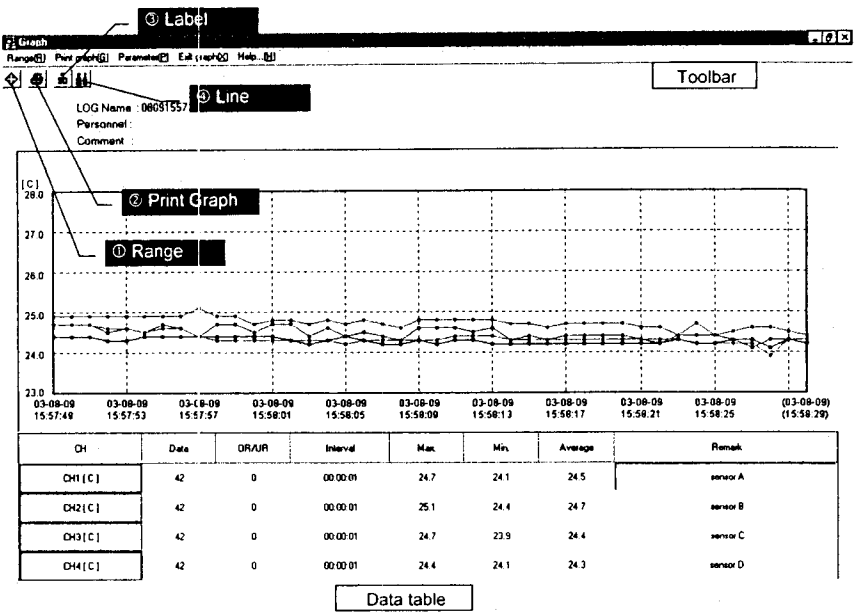 ③ Label
Graph
Range(R) Print graph(G) Parameter(P) Exit graph(X) Help...(H)
Toolbar
④ Line
LOG Name : 08091557
Personnel :
Comment :
[C]
28.0
② Print Graph
27.0
① Range
26.0
25.0
24.0
23.0
03-08-09 03-08-09 03-08-09 03-08-09 03-08-09 03-08-09 03-08-09 03-08-09 03-08-09 03-08-09 (03-08-09)
15:57:49 15:57:53 15:57:57 15:58:01 15:58:05 15:58:09 15:58:13 15:58:17 15:58:21 15:58:25 (15:58:29)
CH Data OR/UR Interval Max. Min. Average Remark
CH1 [ C ] 42 0 00:00:01 24.7 24.1 24.5 sensor A
CH2 [ C ] 42 0 00:00:01 25.1 24.4 24.7 sensor B
CH3 [ C ] 42 0 00:00:01 24.7 23.9 24.4 sensor C
CH4 [ C ] 42 0 00:00:01 24.4 24.1 24.3 sensor D
Data table